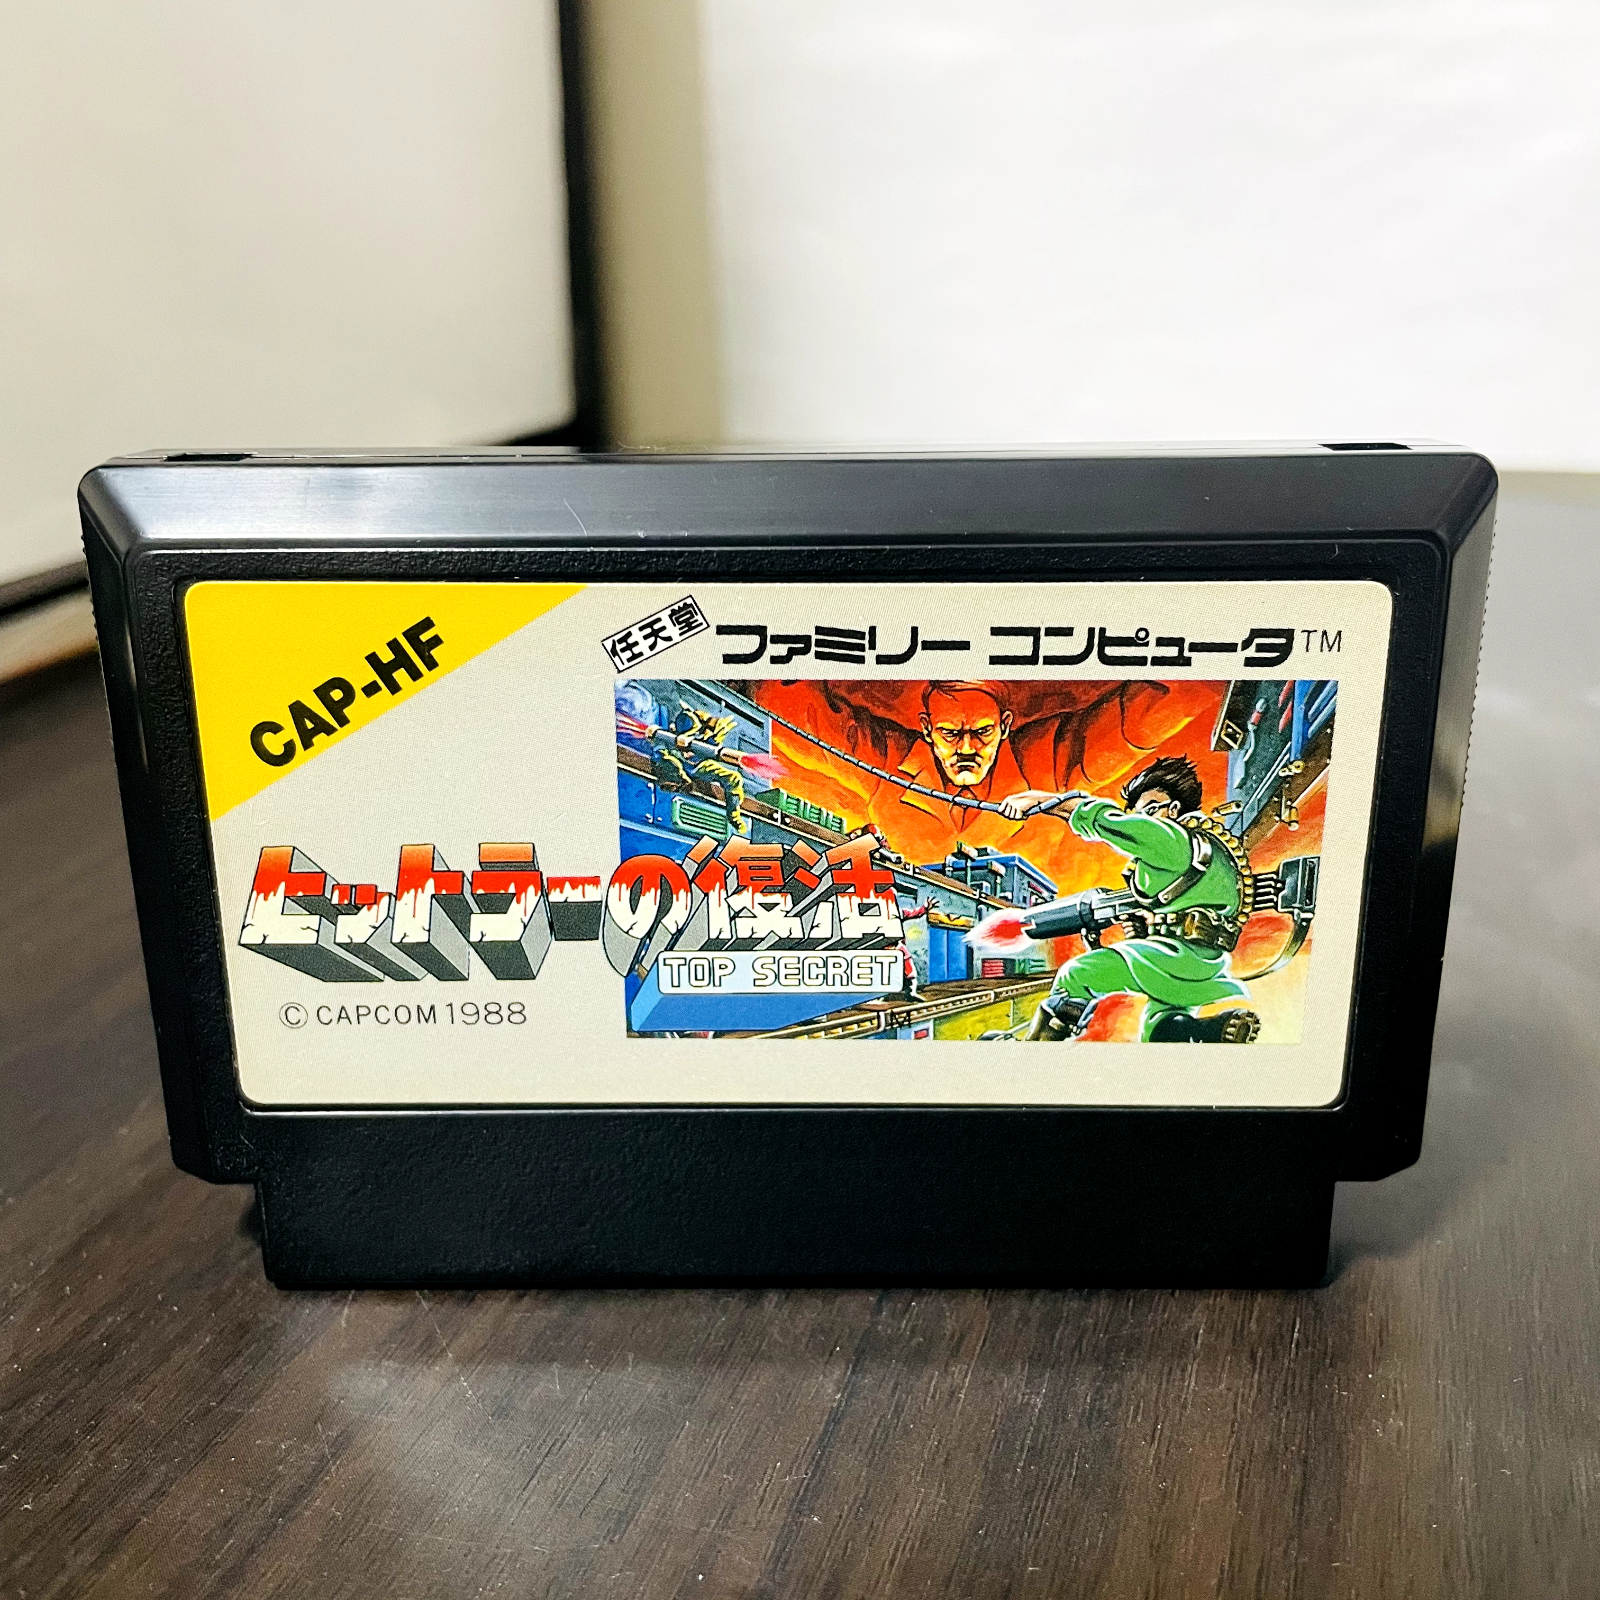 CAP-HF
任天堂 ファミリー コンピュータ™
ヒットラーの復活
TOP SECRET
TM
© CAPCOM 1988